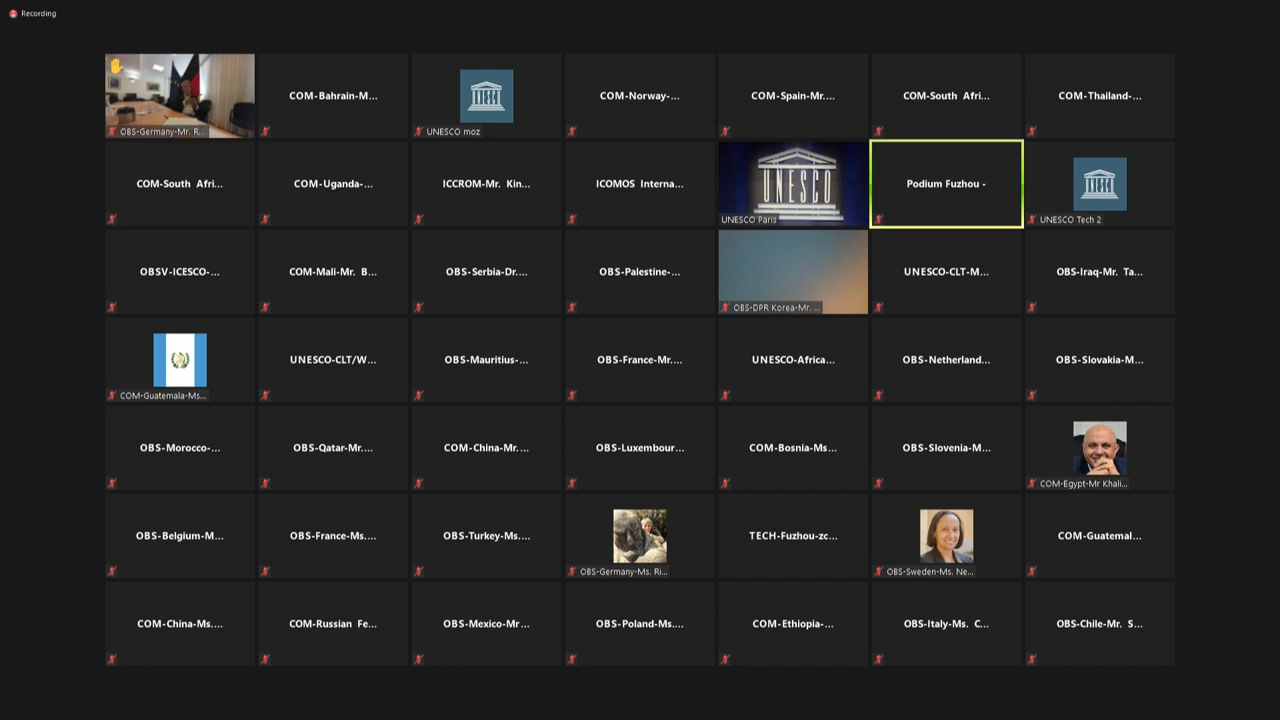 Recording
OBS-Germany-Mr. R...
COM-Bahrain-M...
UNESCO
UNESCO moz
COM-Norway-...
COM-Spain-Mr....
COM-South Afri...
COM-Thailand-...
COM-South Afri...
COM-Uganda-...
ICCROM-Mr. Kin...
ICOMOS Interna...
UNESCO
UNESCO Paris
Podium Fuzhou -
UNESCO
UNESCO Tech 2
OBSV-ICESCO-...
COM-Mali-Mr. B...
OBS-Serbia-Dr....
OBS-Palestine-...
OBS-DPR Korea-Mr. ...
UNESCO-CLT-M...
OBS-Iraq-Mr. Ta...
COM-Guatemala-Ms...
UNESCO-CLT/W...
OBS-Mauritius-...
OBS-France-Mr....
UNESCO-Africa...
OBS-Netherland...
OBS-Slovakia-M...
OBS-Morocco-...
OBS-Qatar-Mr....
COM-China-Mr....
OBS-Luxembour...
COM-Bosnia-Ms...
OBS-Slovenia-M...
COM-Egypt-Mr Khali...
OBS-Belgium-M...
OBS-France-Ms....
OBS-Turkey-Ms....
OBS-Germany-Ms. Ri...
TECH-Fuzhou-zc...
OBS-Sweden-Ms. Ne...
COM-Guatemal...
COM-China-Ms....
COM-Russian Fe...
OBS-Mexico-Mr...
OBS-Poland-Ms....
COM-Ethiopia-...
OBS-Italy-Ms. C...
OBS-Chile-Mr. S...